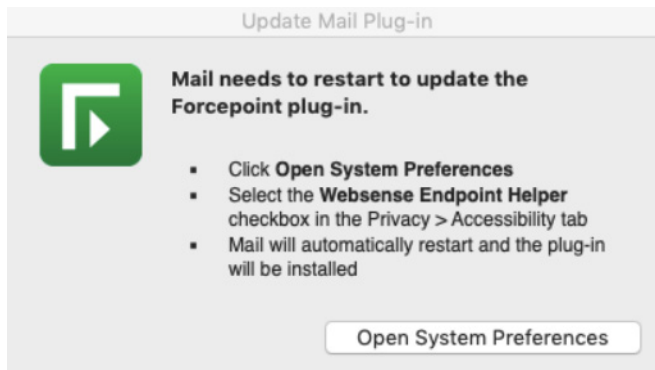 Update Mail Plug-in
Mail needs to restart to update the
Forcepoint plug-in.
▪ Click Open System Preferences
▪ Select the Websense Endpoint Helper
checkbox in the Privacy > Accessibility tab
▪ Mail will automatically restart and the plug-in
will be installed
Open System Preferences